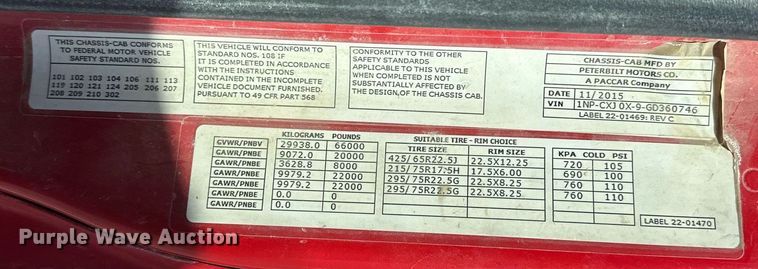 THIS CHASSIS-CAB CONFORMS
TO FEDERAL MOTOR VEHICLE
SAFETY STANDARD NOS.
101 102 103 104 106 111 113
119 120 121 124 205 206 207
208 209 210 302
THIS VEHICLE WILL CONFORM TO
STANDARD NOS. 108 IF
IT IS COMPLETED IN ACCORDANCE
WITH THE INSTRUCTIONS
CONTAINED IN THE INCOMPLETE
VEHICLE DOCUMENT FURNISHED.
PURSUANT TO 49 CFR PART 568
CONFORMITY TO THE OTHER
SAFETY STANDARDS
APPLICABLE TO THIS VEHICLE
WHEN COMPLETED IS NOT
SUBSTANTIALLY AFFECTED BY
THE DESIGN,OF THE CHASSIS CAB.
CHASSIS-CAB MFD BY
PETERBILT MOTORS CO.
A PACCAR Company
DATE 11/2015
VIN 1NP-CXJ0X-9-GD360746
LABEL 22-01469: REV C
KILOGRAMS POUNDS
GVWR/PNBV 29938.0 66000
GAWR/PNBE 9072.0 20000
GAWR/PNBE 3628.8 8000
GAWR/PNBE 9979.2 22000
GAWR/PNBE 9979.2 22000
GAWR/PNBE 0.0 0
GAWR/PNBE 0.0 0
SUITABLE TIRE - RIM CHOICE
TIRE SIZE RIM SIZE
425/65R22.5J 22.5X12.25
215/75R17.5H 17.5X6.00
295/75R22.5G 22.5X8.25
295/75R22.5G 22.5X8.25
KPA COLD PSI
720 105
690 100
760 110
760 110
LABEL 22-01470
Purple Wave Auction